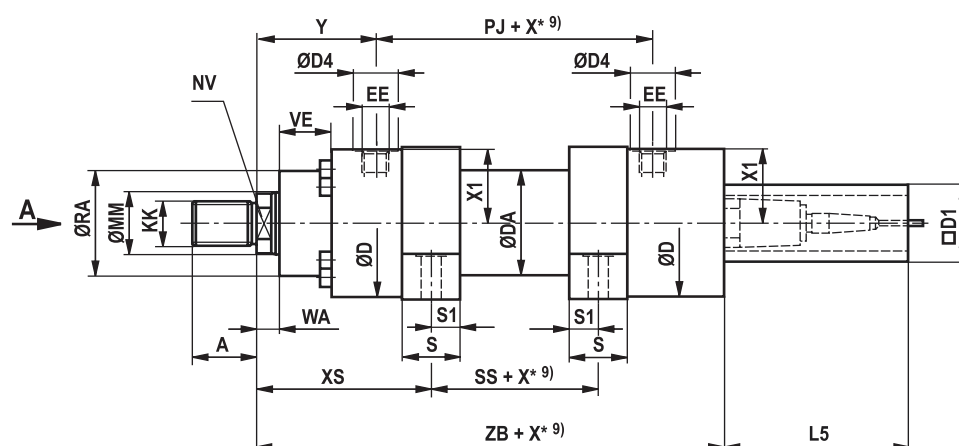 Y
PJ + X* 9)
ØD4
ØD4
NV
EE
EE
VE
X1
X1
A
ØRA
ØMM
KK
ØD
ØDA
ØD
□D1
WA
S1
S1
A
S
S
XS
SS + X* 9)
ZB + X* 9)
L5